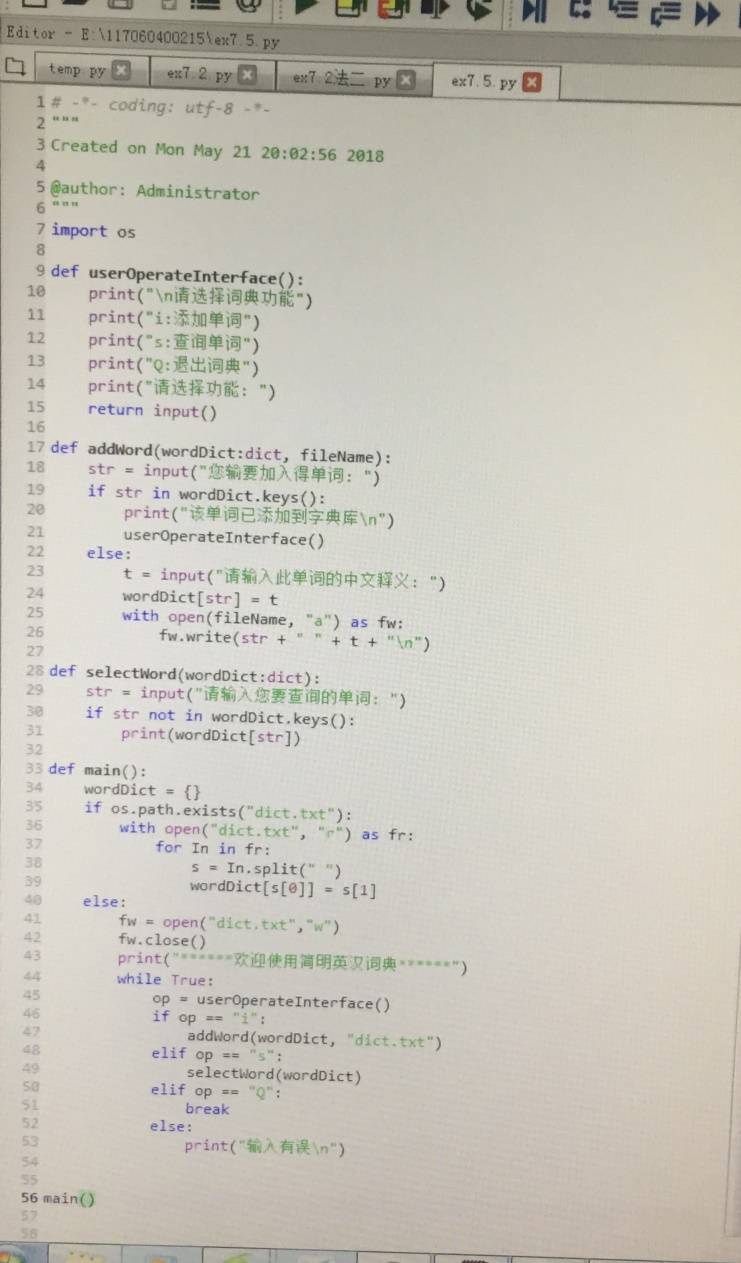 Editor - E:\117060400215\ex7.5.py
temp.py ex7.2.py ex7.2法二.py ex7.5.py
1 # -*- coding: utf-8 -*-
2 """
3 Created on Mon May 21 20:02:56 2018
4
5 @author: Administrator
6 """
7 import os
8
9 def userOperateInterface():
10     print("\n请选择词典功能")
11     print("i:添加单词")
12     print("s:查询单词")
13     print("Q:退出词典")
14     print("请选择功能：")
15     return input()
16
17 def addWord(wordDict:dict, fileName):
18     str = input("您输要加入得单词：")
19     if str in wordDict.keys():
20         print("该单词已添加到字典库\n")
21         userOperateInterface()
22     else:
23         t = input("请输入此单词的中文释义：")
24         wordDict[str] = t
25         with open(fileName, "a") as fw:
26             fw.write(str + " " + t + "\n")
27
28 def selectWord(wordDict:dict):
29     str = input("请输入您要查询的单词：")
30     if str not in wordDict.keys():
31         print(wordDict[str])
32
33 def main():
34     wordDict = {}
35     if os.path.exists("dict.txt"):
36         with open("dict.txt", "r") as fr:
37             for In in fr:
38                 s = In.split(" ")
39                 wordDict[s[0]] = s[1]
40     else:
41         fw = open("dict.txt","w")
42         fw.close()
43         print("******欢迎使用简明英汉词典******")
44         while True:
45             op = userOperateInterface()
46             if op == "i":
47                 addWord(wordDict, "dict.txt")
48             elif op == "s":
49                 selectWord(wordDict)
50             elif op == "Q":
51                 break
52             else:
53                 print("输入有误\n")
54
55
56 main()
57
58